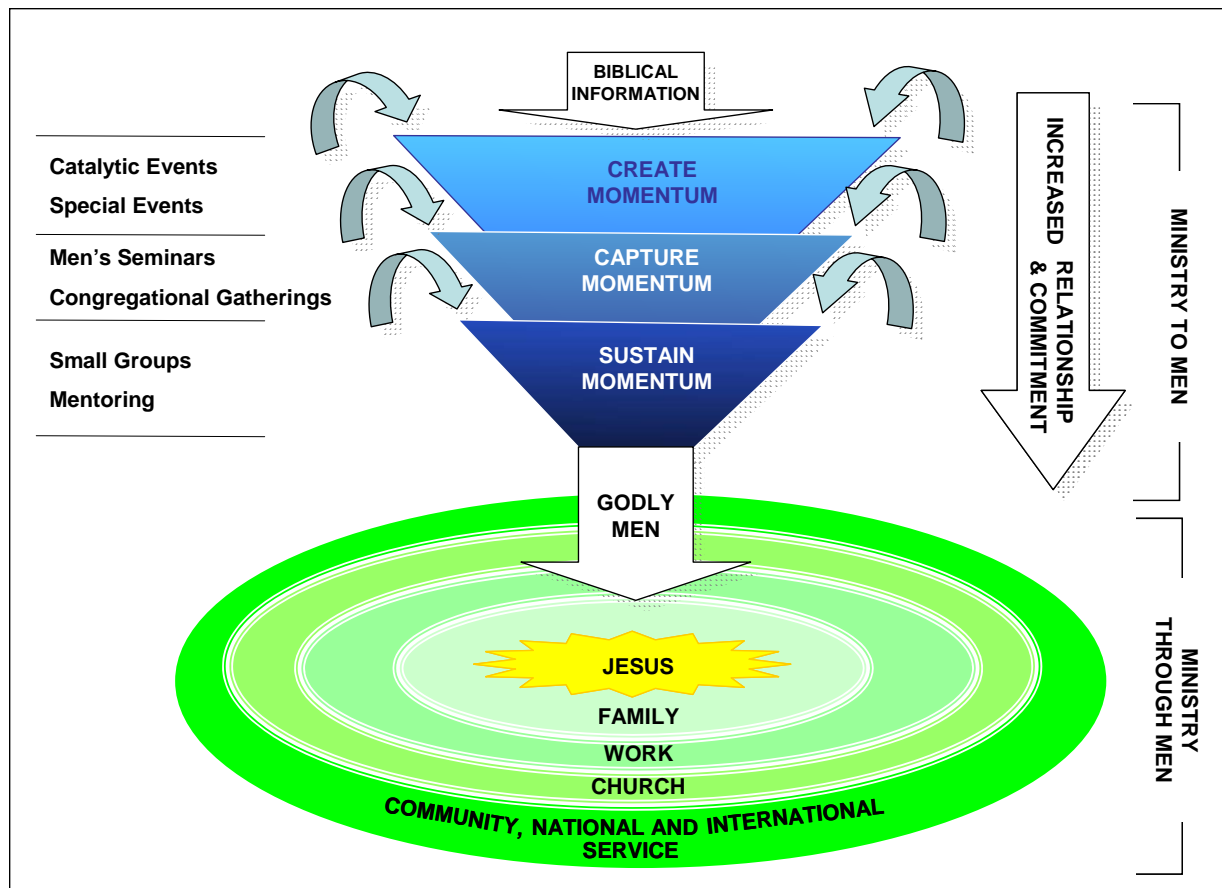 BIBLICAL
INFORMATION
Catalytic Events
Special Events
CREATE
MOMENTUM
Men's Seminars
Congregational Gatherings
CAPTURE
MOMENTUM
Small Groups
Mentoring
SUSTAIN
MOMENTUM
INCREASED RELATIONSHIP
& COMMITMENT
MINISTRY TO MEN
GODLY
MEN
JESUS
FAMILY
WORK
CHURCH
COMMUNITY, NATIONAL AND INTERNATIONAL
SERVICE
MINISTRY
THROUGH MEN